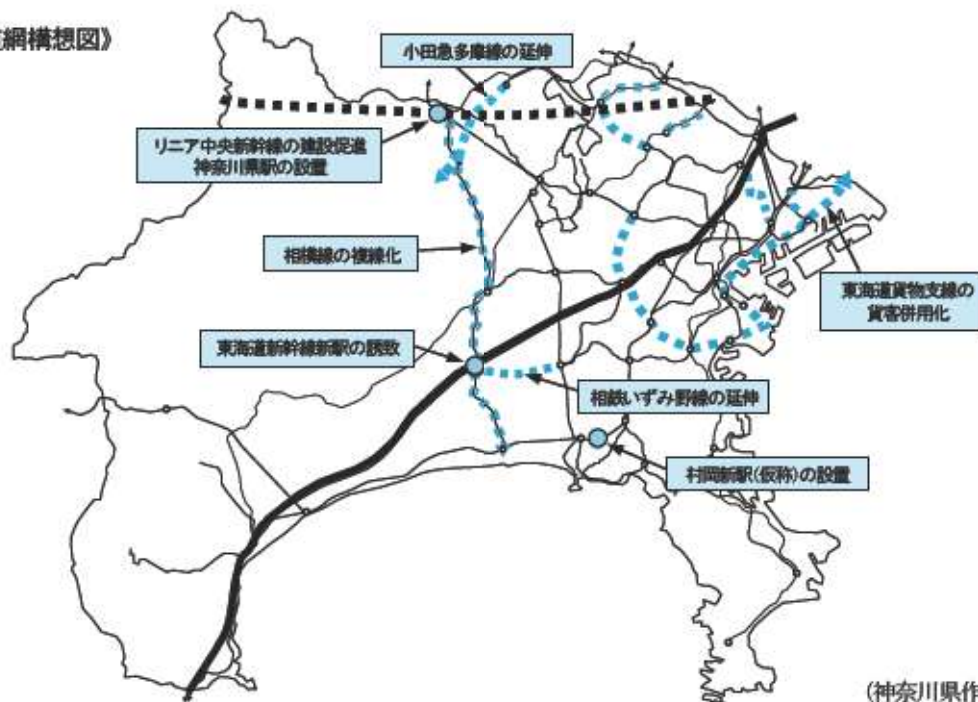 網構想図》
小田急多摩線の延伸
リニア中央新幹線の建設促進
神奈川県駅の設置
相模線の複線化
東海道貨物支線の
貨客併用化
東海道新幹線新駅の誘致
相鉄いずみ野線の延伸
村岡新駅(仮称)の設置
(神奈川県作